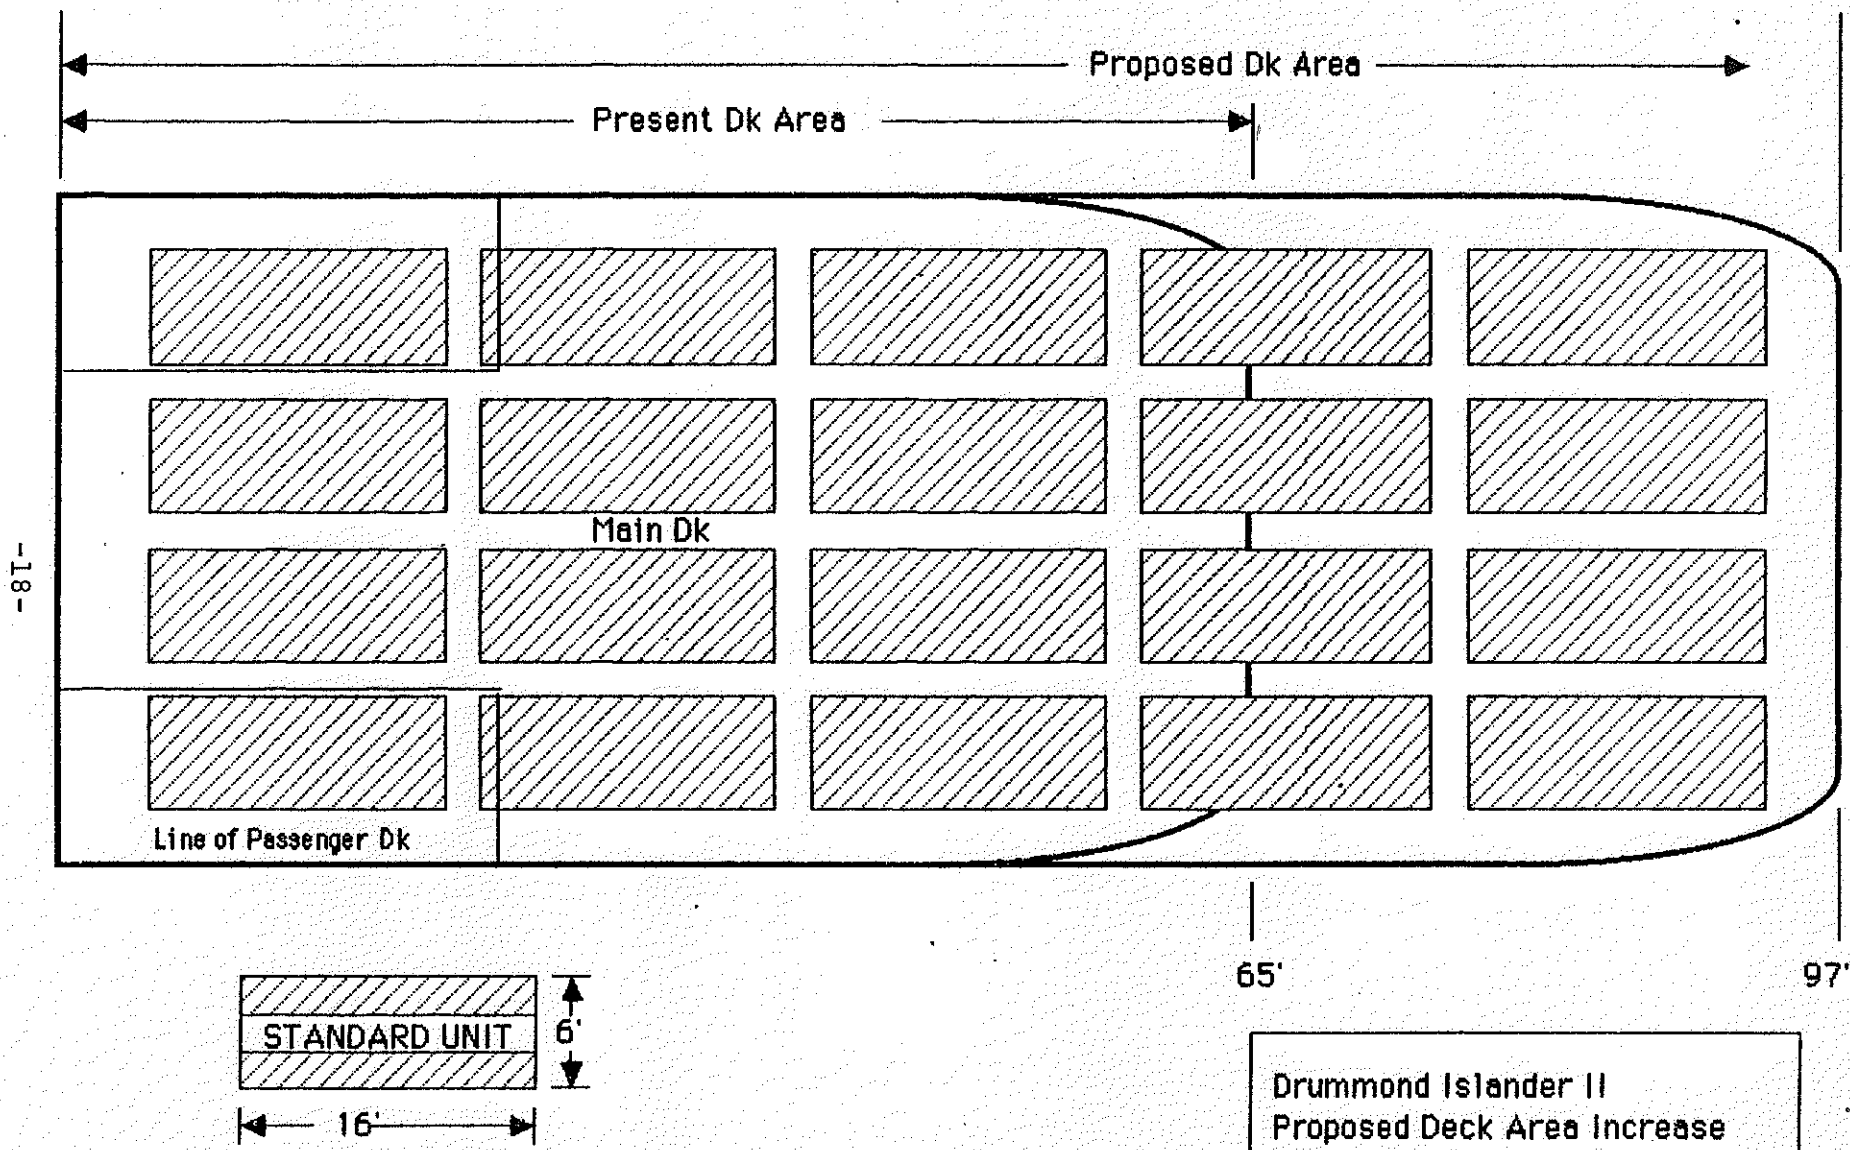 Proposed Dk Area
Present Dk Area
Main Dk
-18-
Line of Passenger Dk
65'
97'
STANDARD UNIT
6'
16'
Drummond Islander II
Proposed Deck Area Increase